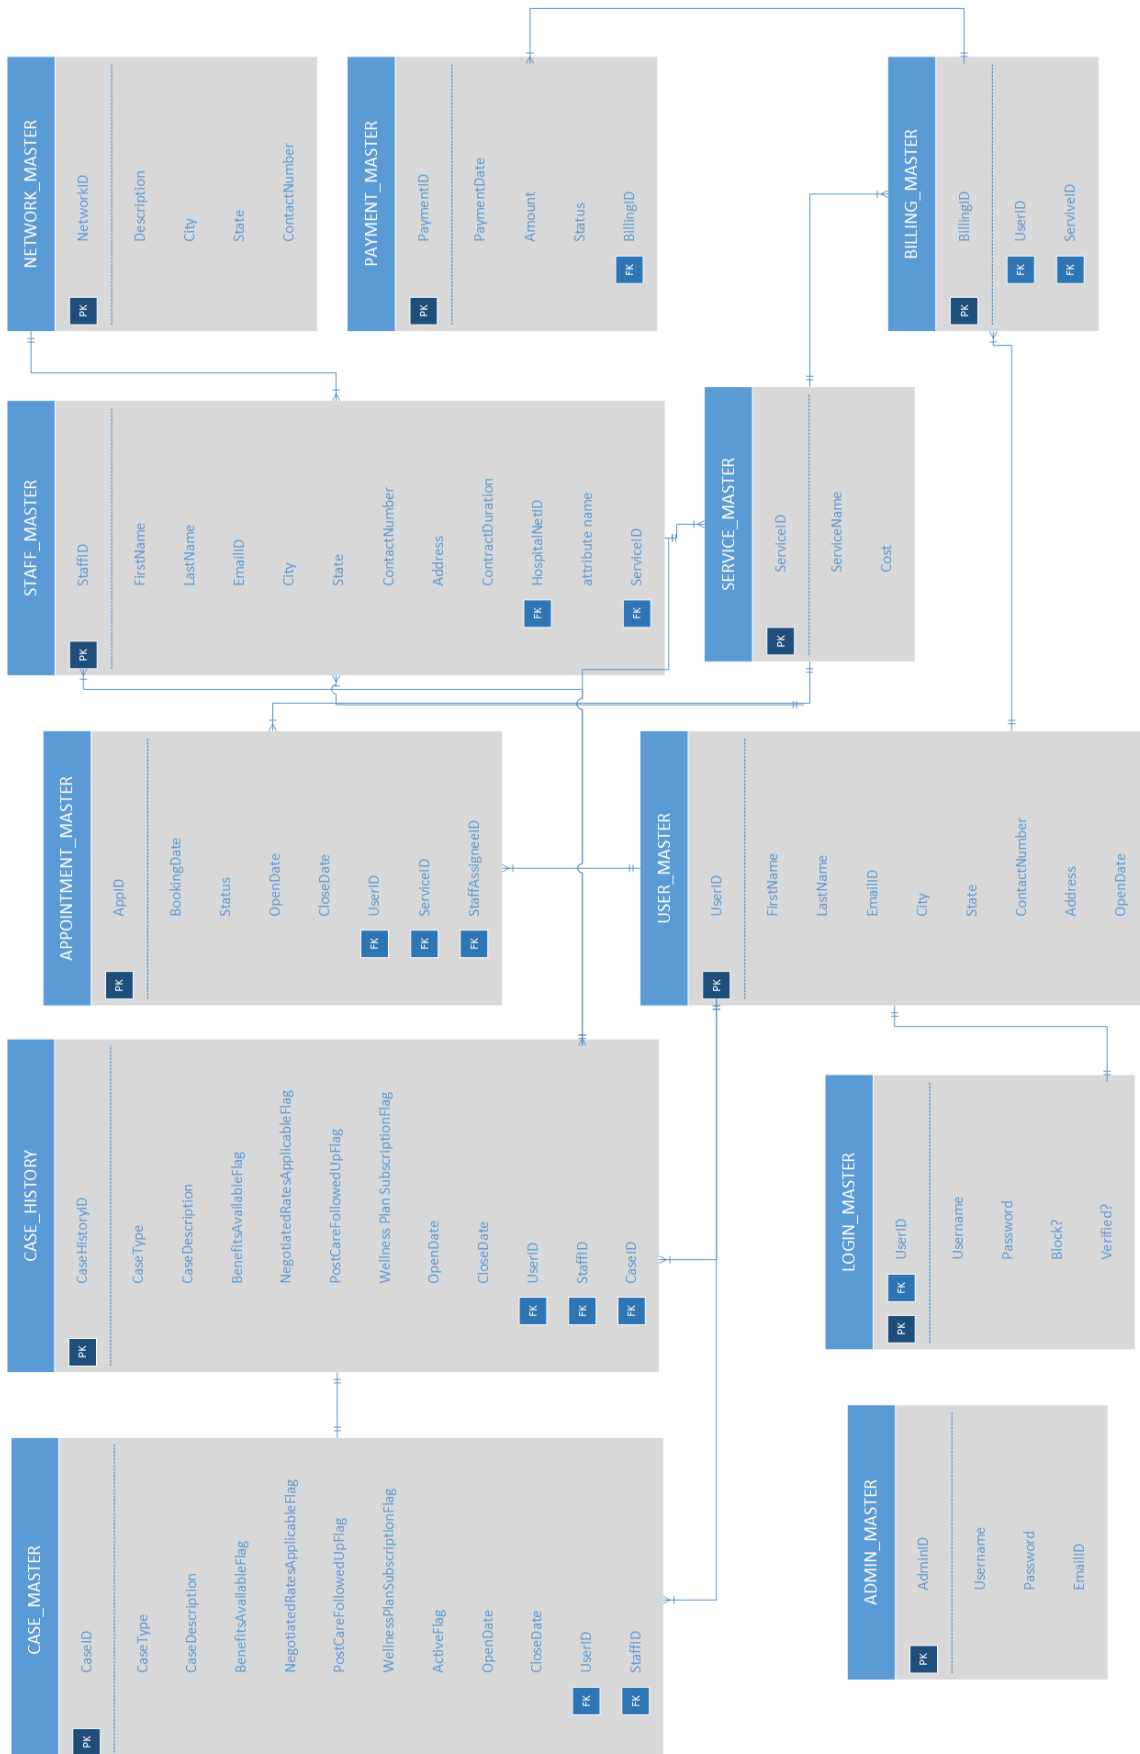 CASE_MASTER
PK CaseID
CaseType
CaseDescription
BenefitsAvailableFlag
NegotiatedRatesApplicableFlag
PostCareFollowedUpFlag
WellnessPlanSubscriptionFlag
ActiveFlag
OpenDate
CloseDate
FK UserID
FK StaffID
CASE_HISTORY
PK CaseHistoryID
CaseType
CaseDescription
BenefitsAvailableFlag
NegotiatedRatesApplicableFlag
PostCareFollowedUpFlag
Wellness Plan SubscriptionFlag
OpenDate
CloseDate
FK UserID
FK StaffID
FK CaseID
APPOINTMENT_MASTER
PK AppID
BookingDate
Status
OpenDate
CloseDate
FK UserID
FK ServiceID
FK StaffAssigneeID
STAFF_MASTER
PK StaffID
FirstName
LastName
EmailID
City
State
ContactNumber
Address
ContractDuration
FK HospitalNetID
attribute name
FK ServiceID
NETWORK_MASTER
PK NetworkID
Description
City
State
ContactNumber
PAYMENT_MASTER
PK PaymentID
PaymentDate
Amount
Status
FK BillingID
ADMIN_MASTER
PK AdminID
Username
Password
EmailID
LOGIN_MASTER
PK FK UserID
Username
Password
Block?
Verified?
USER_MASTER
PK UserID
FirstName
LastName
EmailID
City
State
ContactNumber
Address
OpenDate
SERVICE_MASTER
PK ServiceID
ServiceName
Cost
BILLING_MASTER
PK BillingID
FK UserID
FK ServiveID